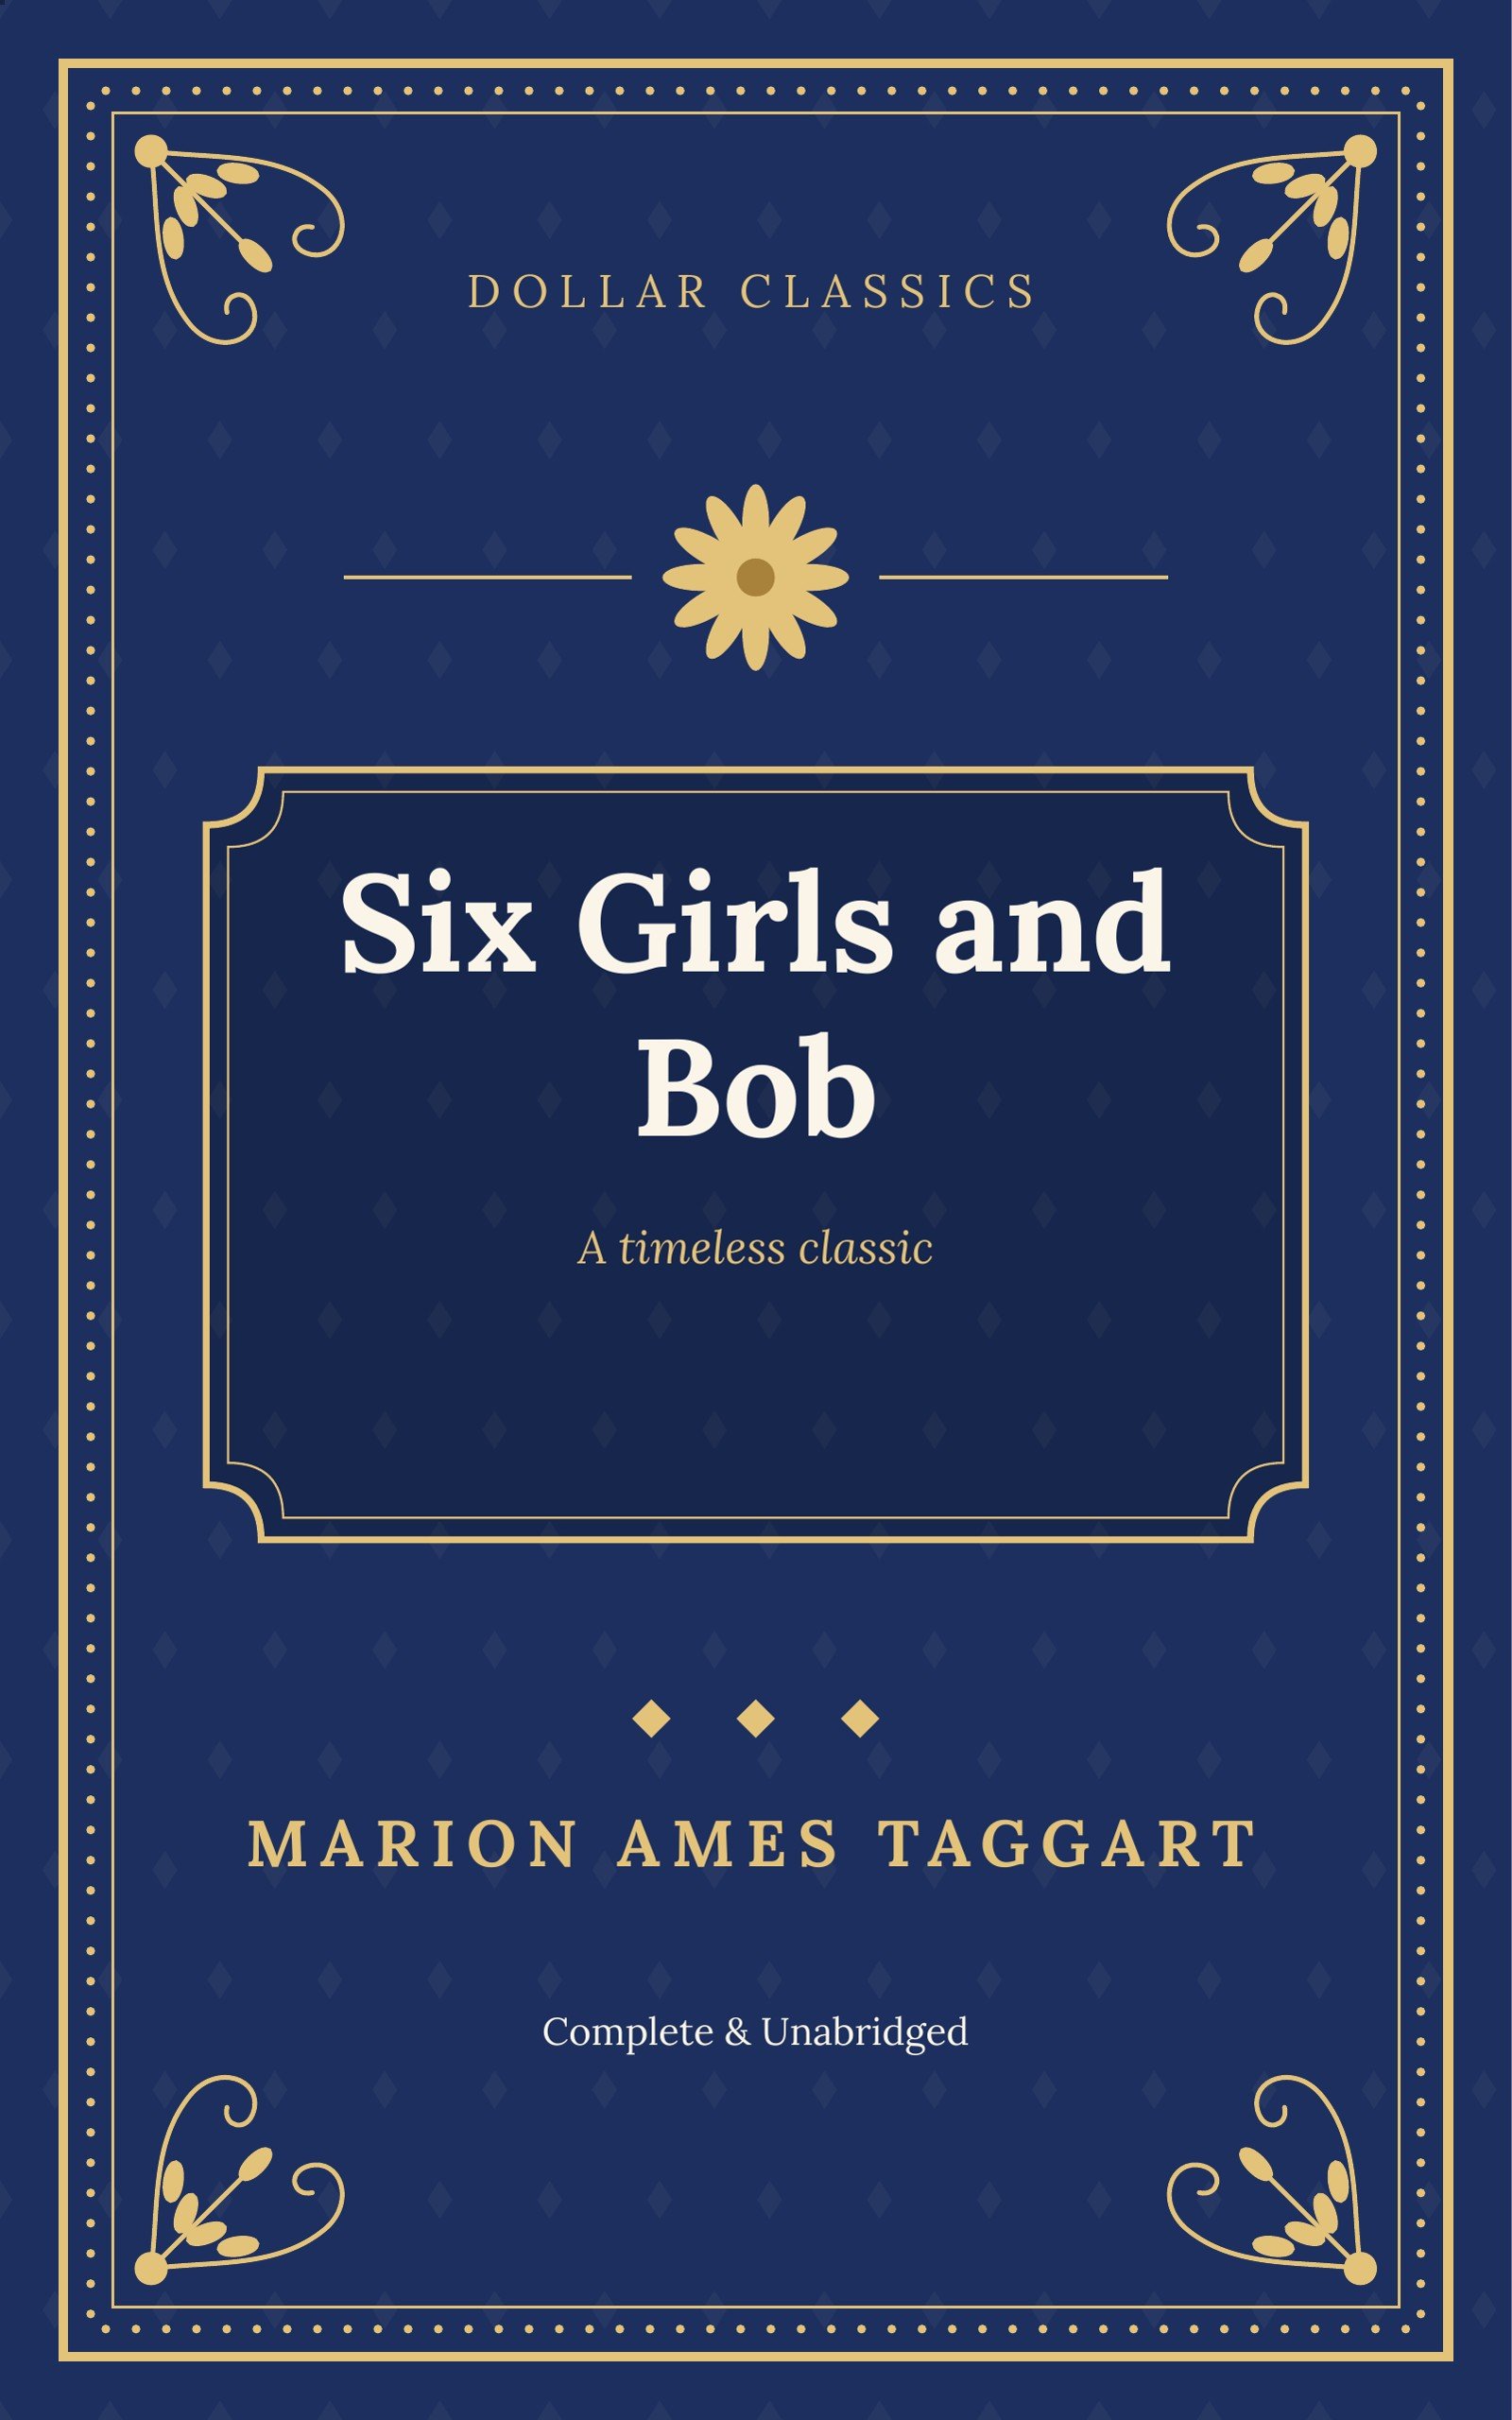 DOLLAR CLASSICS
Six Girls and
Bob
A timeless classic
MARION AMES TAGGART
Complete & Unabridged